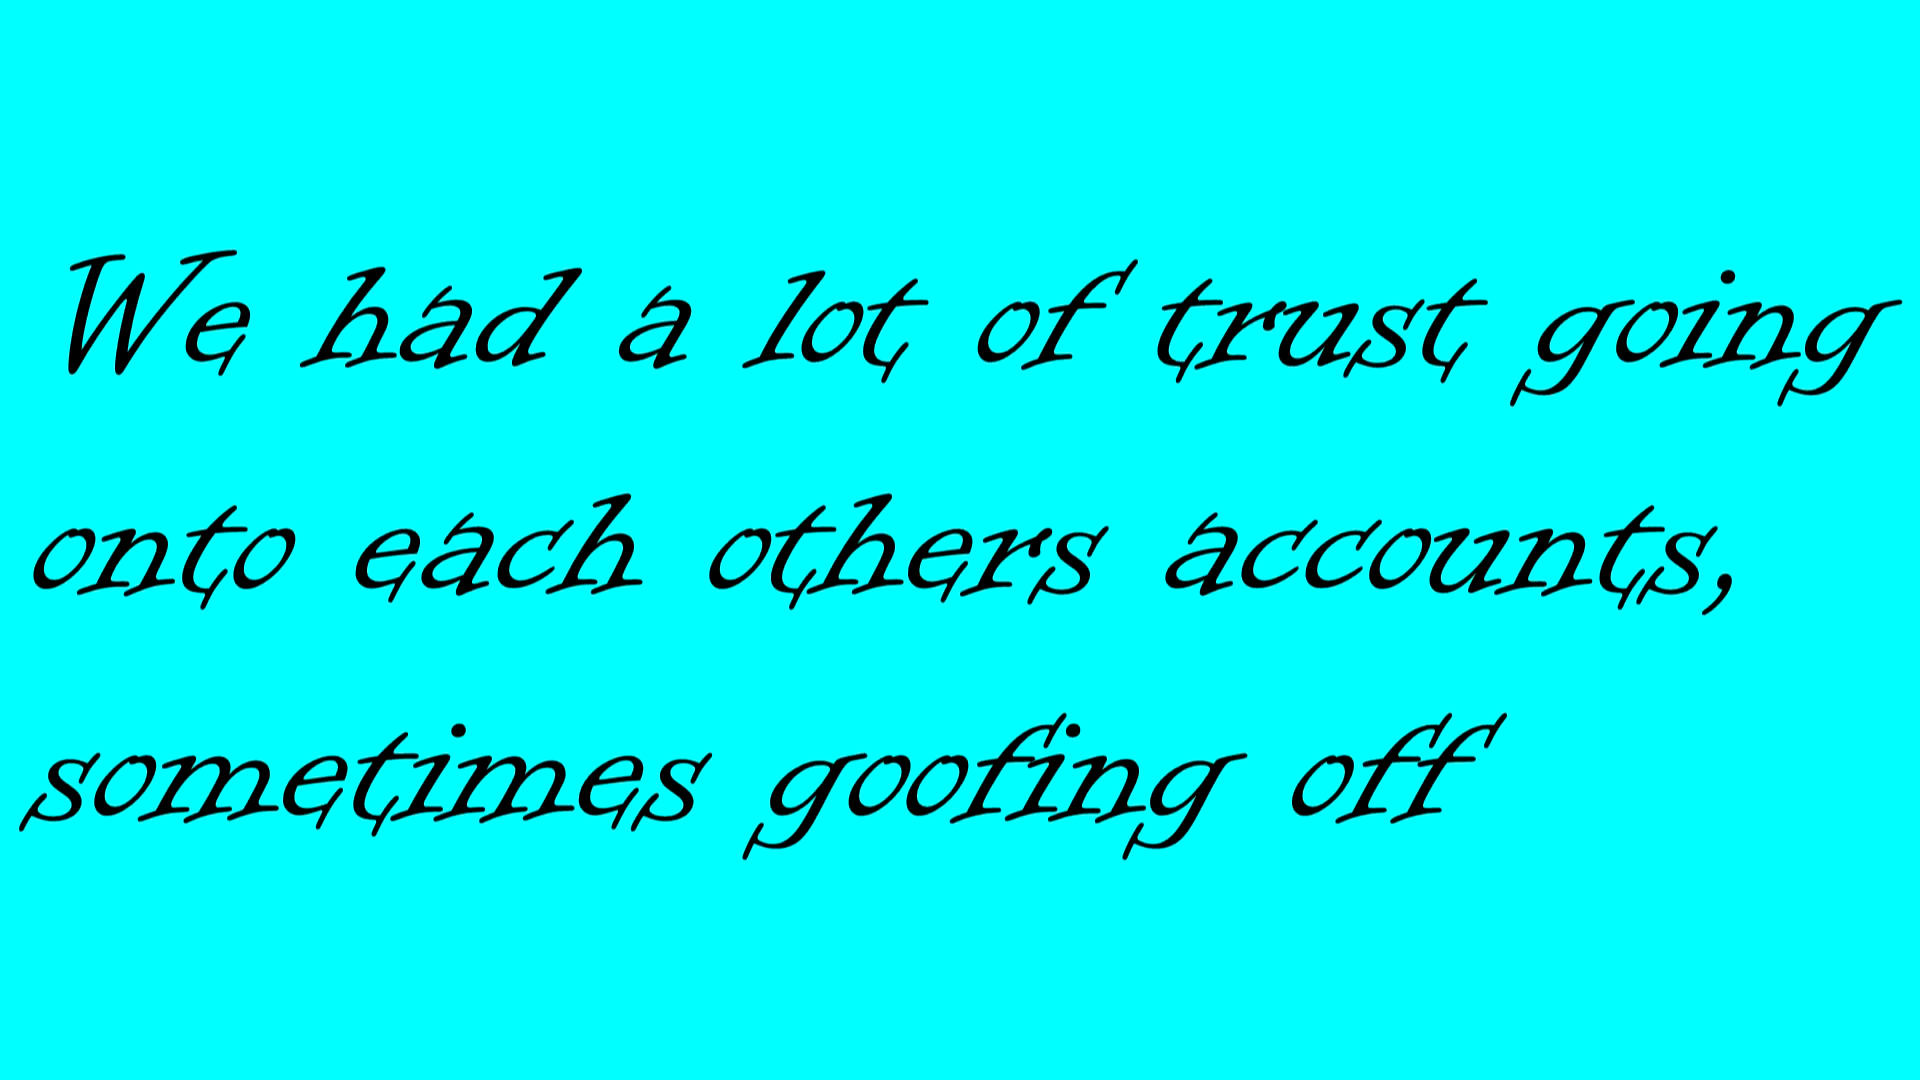 We had a lot of trust going
onto each others accounts,
sometimes goofing off